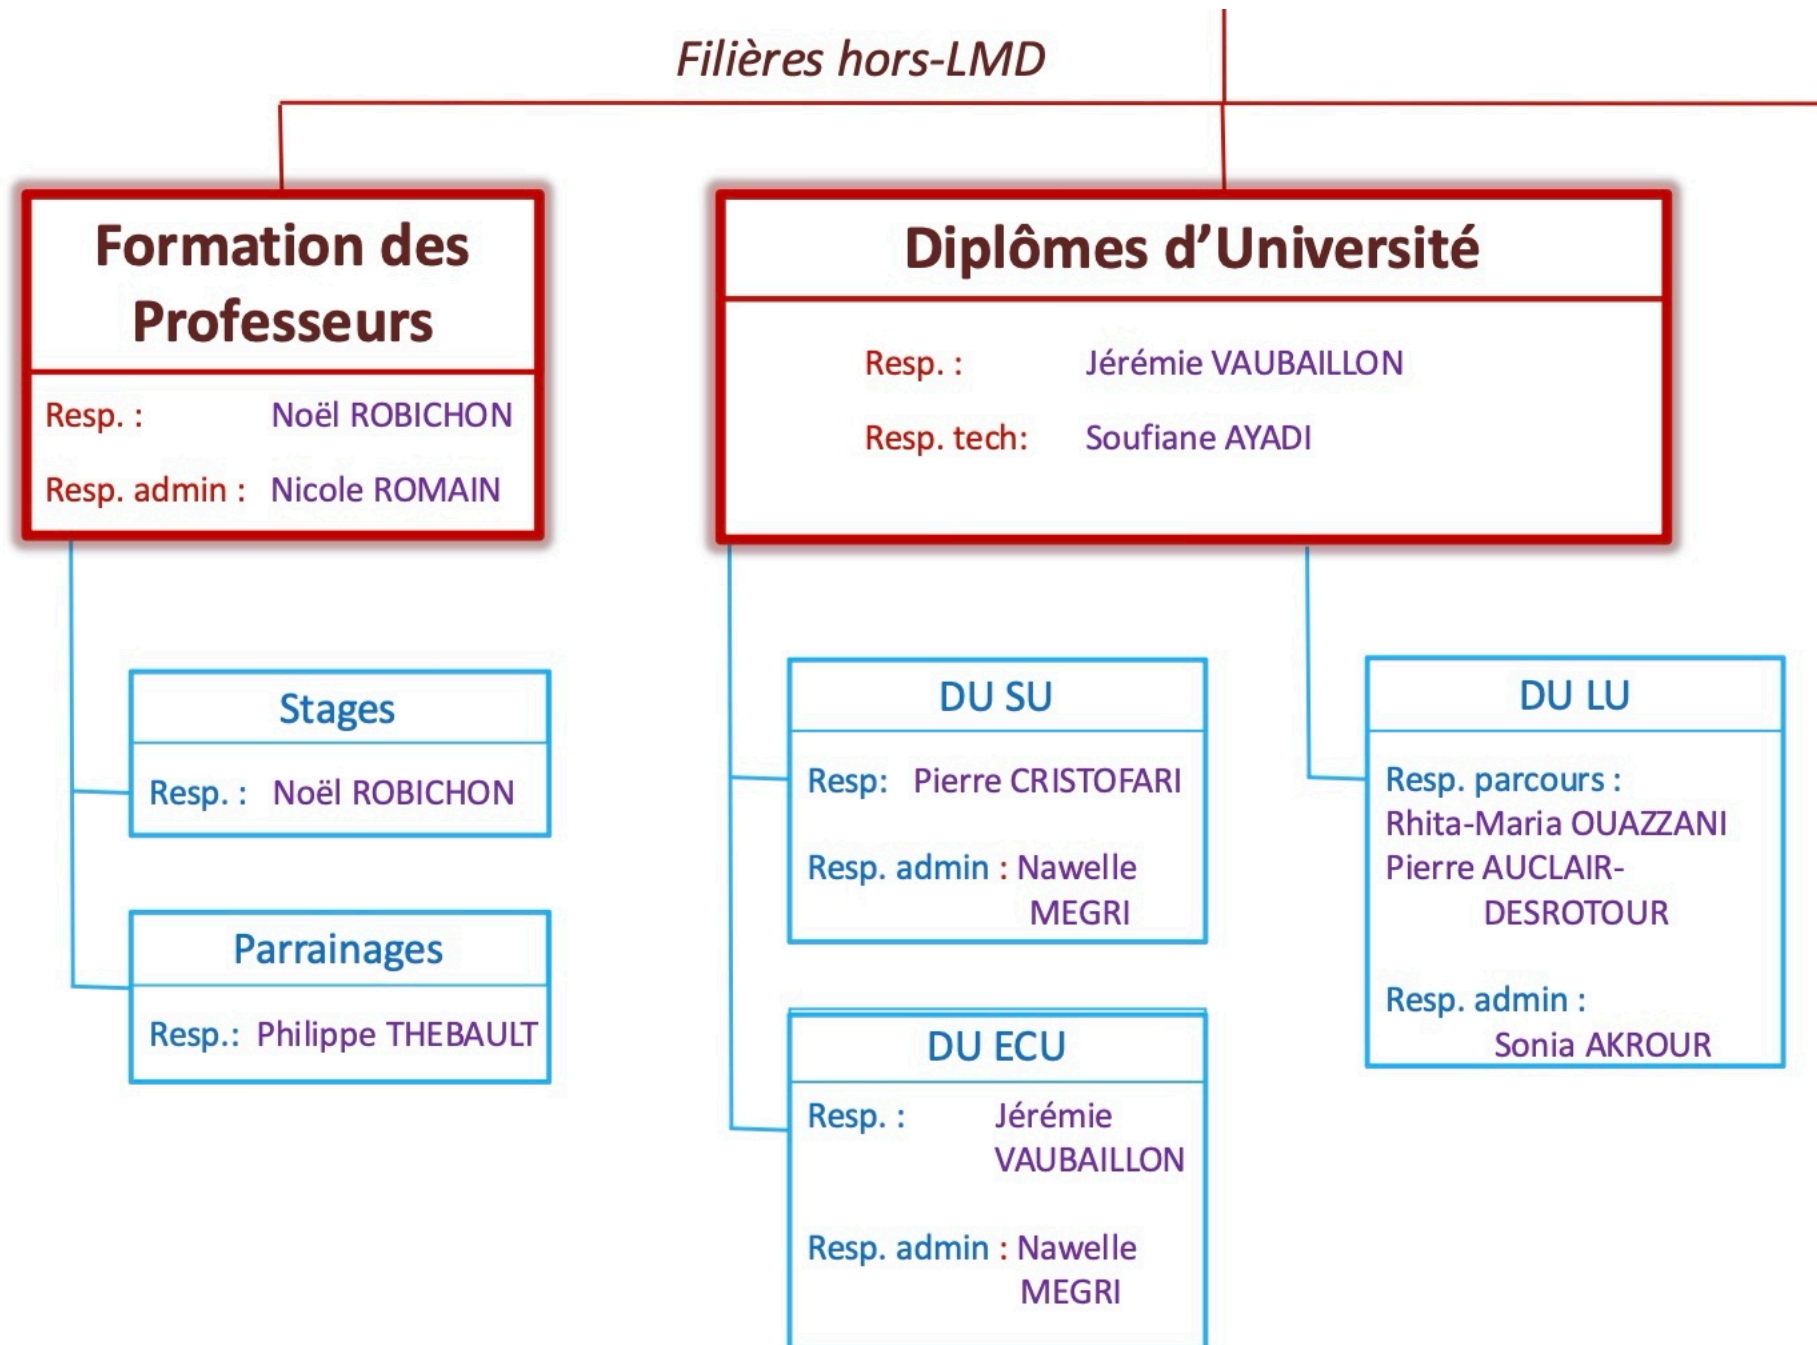 Filières hors-LMD
Formation des
Professeurs
Resp. : Noël ROBICHON
Resp. admin : Nicole ROMAIN
Stages
Resp. : Noël ROBICHON
Parrainages
Resp.: Philippe THEBAULT
Diplômes d’Université
Resp. : Jérémie VAUBAILLON
Resp. tech: Soufiane AYADI
DU SU
Resp: Pierre CRISTOFARI
Resp. admin : Nawelle
MEGRI
DU ECU
Resp. : Jérémie
VAUBAILLON
Resp. admin : Nawelle
MEGRI
DU LU
Resp. parcours :
Rhita-Maria OUAZZANI
Pierre AUCLAIR-
DESROTOUR
Resp. admin :
Sonia AKROUR